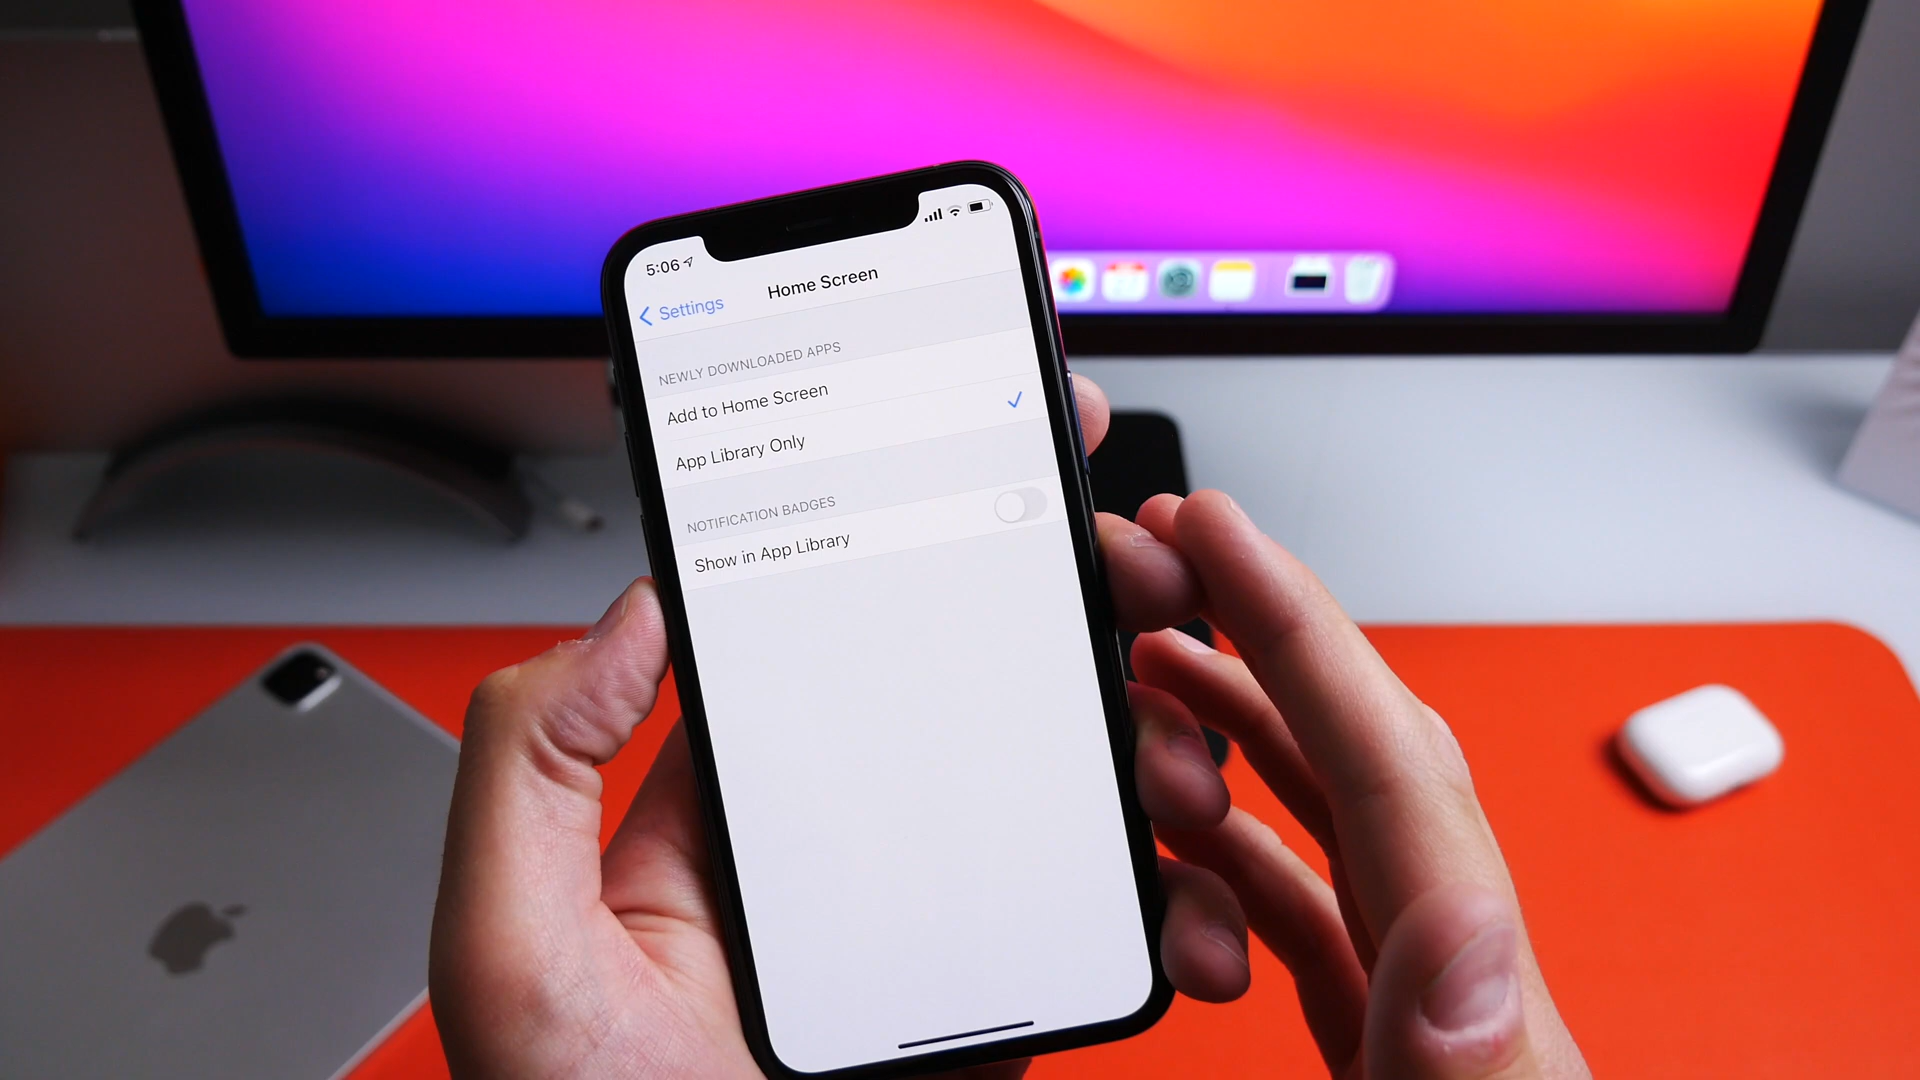 5:06
Settings
Home Screen
NEWLY DOWNLOADED APPS
Add to Home Screen
App Library Only
NOTIFICATION BADGES
Show in App Library